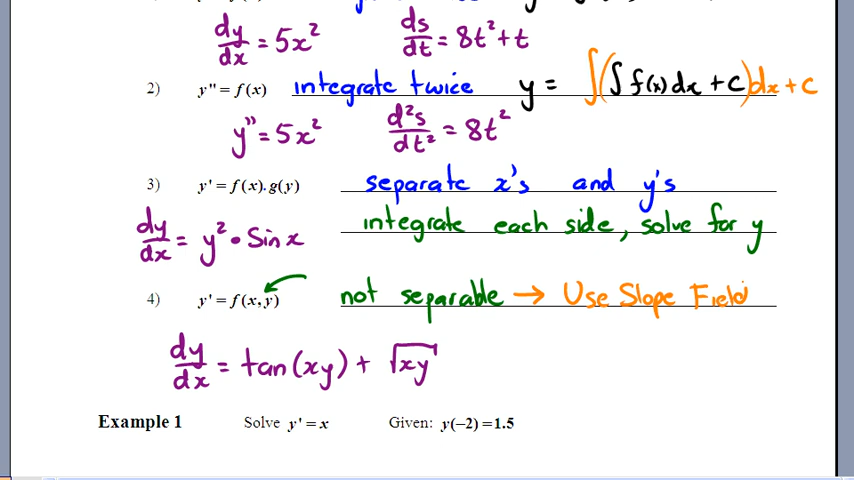 dy/dx = 5x² ds/dt = 8t² + t
2) y" = f(x) integrate twice y = ∫(∫ f(x)dx + C)dx + C
y" = 5x² d²s/dt² = 8t²
3) y' = f(x).g(y) separate x's and y's
dy/dx = y² • Sin x integrate each side, solve for y
4) y' = f(x,y) not separable → Use Slope Field
dy/dx = tan(xy) + √xy
Example 1 Solve y' = x Given: y(−2) = 1.5